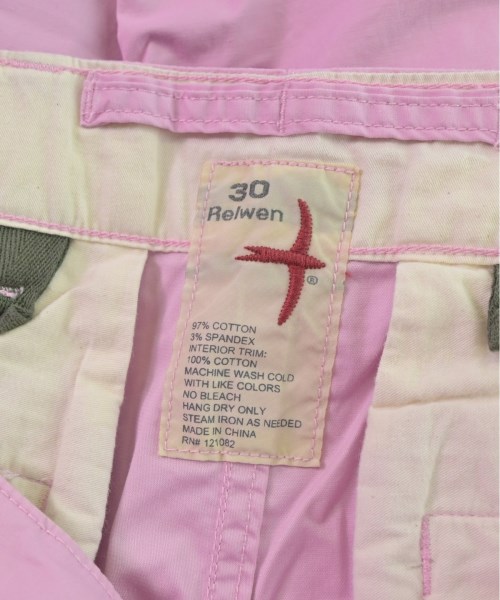 30
Relwen
®
97% COTTON
3% SPANDEX
INTERIOR TRIM:
100% COTTON
MACHINE WASH COLD
WITH LIKE COLORS
NO BLEACH
HANG DRY ONLY
STEAM IRON AS NEEDED
MADE IN CHINA
RN# 121082